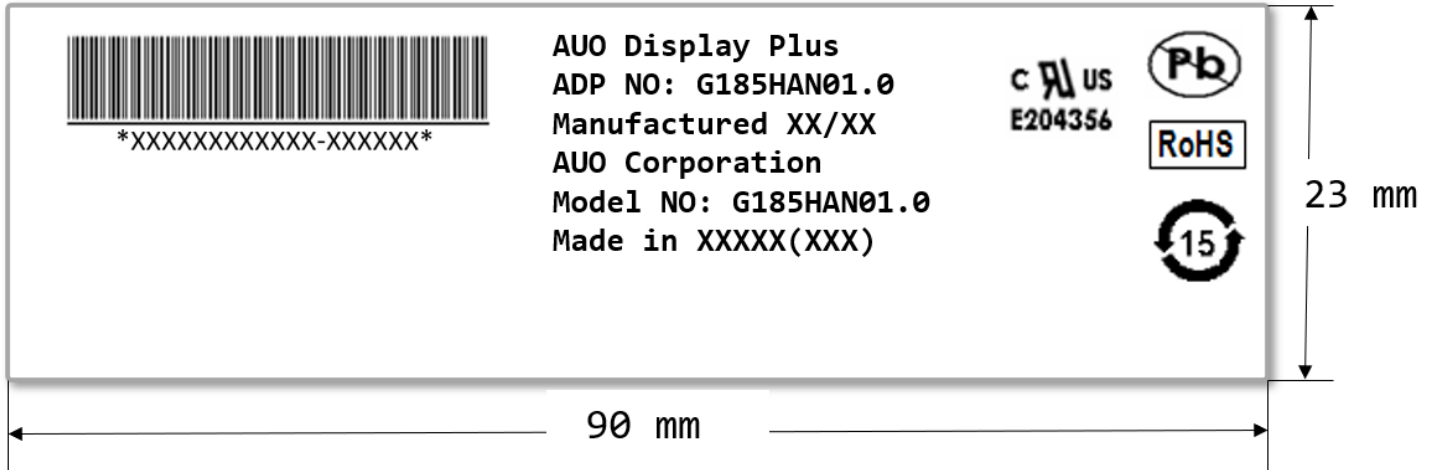 *XXXXXXXXXXXX-XXXXXX*
AUO Display Plus
ADP NO: G185HAN01.0
Manufactured XX/XX
AUO Corporation
Model NO: G185HAN01.0
Made in XXXXX(XXX)
C RU US
E204356
Pb
RoHS
15
23 mm
90 mm